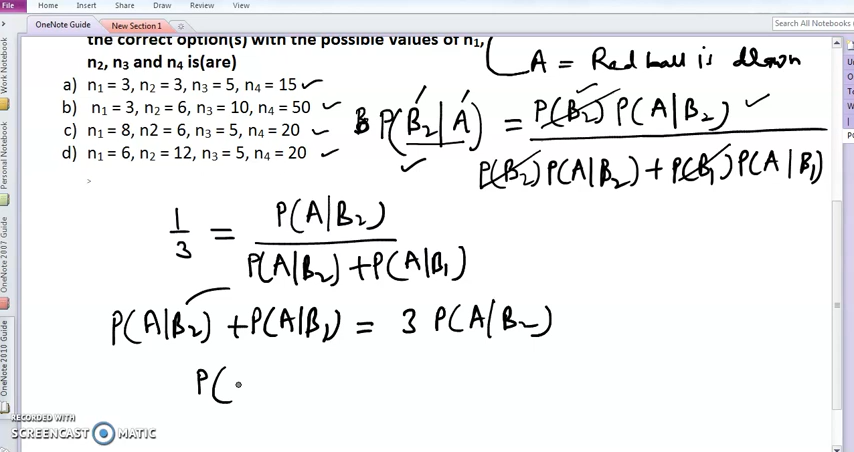 File
Home
Insert
Share
Draw
Review
View
OneNote Guide
New Section 1
Search All Notebooks
Work Notebook
Personal Notebook
OneNote 2007 Guide
OneNote 2010 Guide
the correct option(s) with the possible values of n₁,
n₂, n₃ and n₄ is(are)
a) n₁ = 3, n₂ = 3, n₃ = 5, n₄ = 15
b) n₁ = 3, n₂ = 6, n₃ = 10, n₄ = 50
c) n₁ = 8, n2 = 6, n₃ = 5, n₄ = 20
d) n₁ = 6, n₂ = 12, n₃ = 5, n₄ = 20
A = Red ball is drawn
P(B₂|A) = P(B₂) P(A|B₂) / P(B₂)P(A|B₂) + P(B₁)P(A|B₁)
1/3 = P(A|B₂) / P(A|B₂) + P(A|B₁)
P(A|B₂) + P(A|B₁) = 3 P(A|B₂)
P(
RECORDED WITH
SCREENCAST MATIC